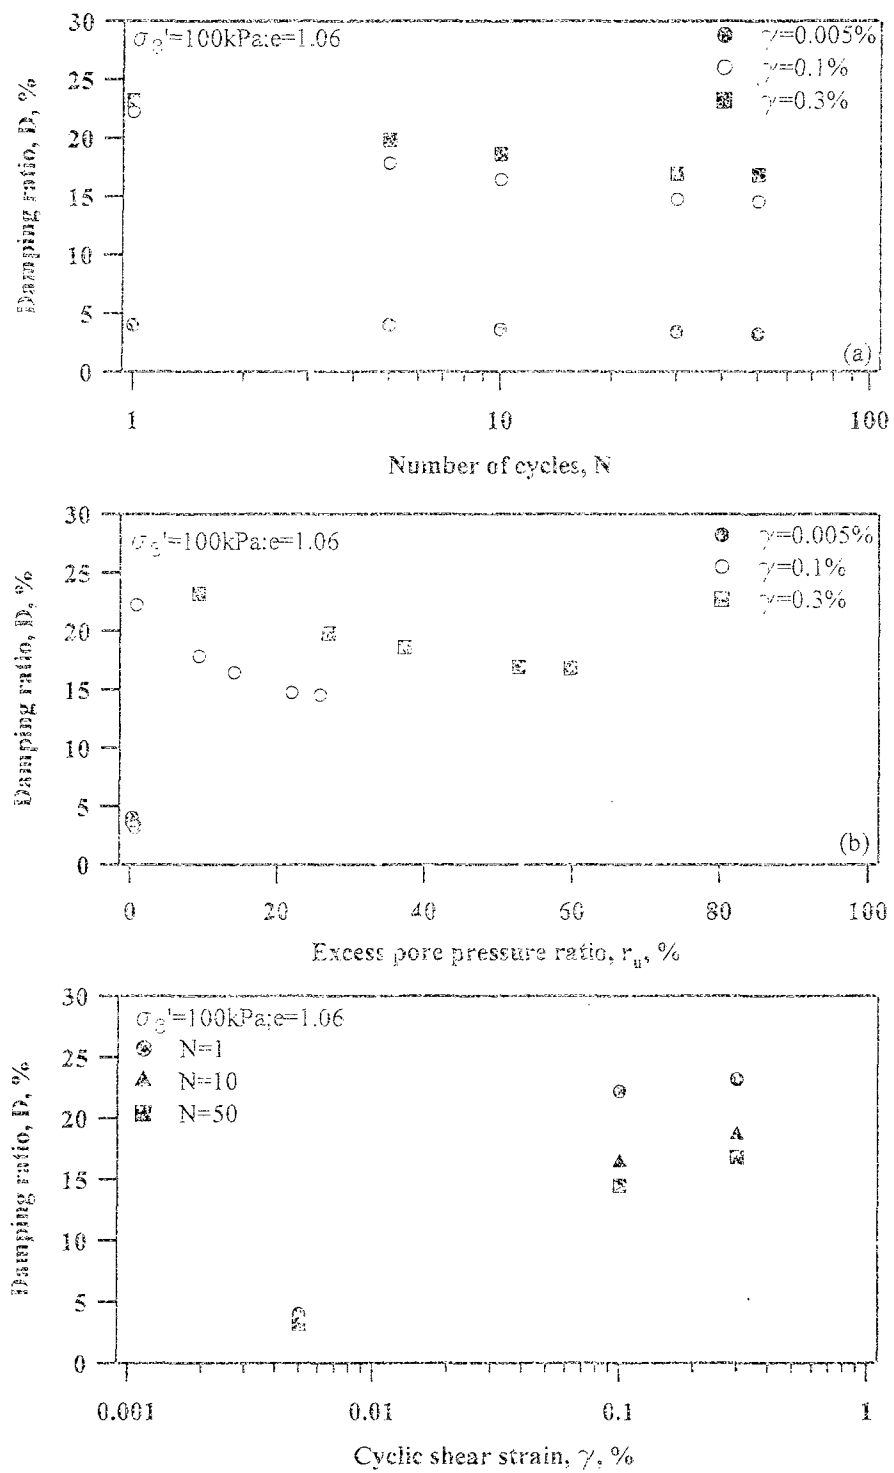 σ3'=100kPa;e=1.06
γ=0.005%
γ=0.1%
γ=0.3%
30
25
20
15
10
5
0
Damping ratio, D, %
(a)
1 10 100
Number of cycles, N
σ3'=100kPa;e=1.06
γ=0.005%
γ=0.1%
γ=0.3%
30
25
20
15
10
5
0
Damping ratio, D, %
(b)
0 20 40 60 80 100
Excess pore pressure ratio, ru, %
σ3'=100kPa;e=1.06
N=1
N=10
N=50
30
25
20
15
10
5
0
Damping ratio, D, %
0.001 0.01 0.1 1
Cyclic shear strain, γ, %